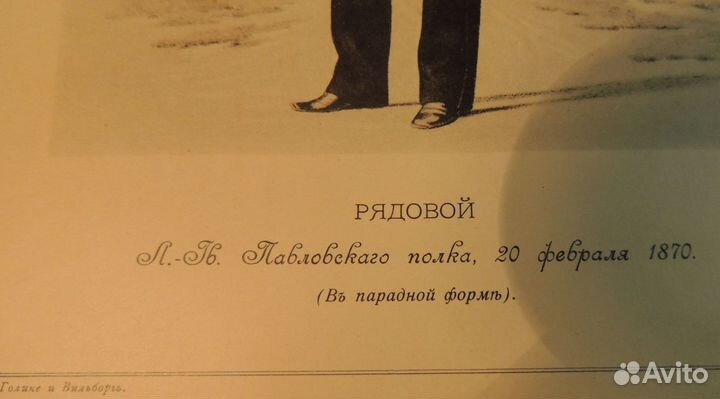 РЯДОВОЙ
Л.-Гв. Павловскаго полка, 20 февраля 1870.
(Въ парадной формѣ).
Голике и Вильборгъ.
Avito